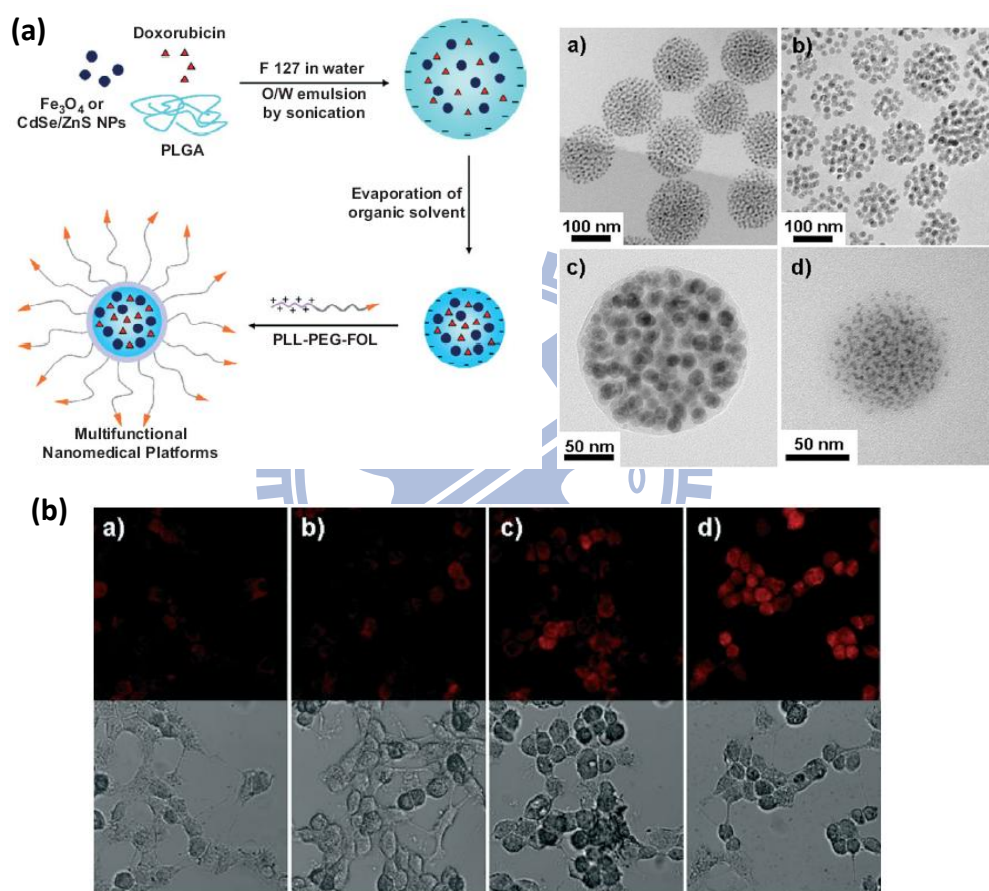 (a)
Doxorubicin
Fe₃O₄ or
CdSe/ZnS NPs
PLGA
F 127 in water
O/W emulsion
by sonication
Evaporation of
organic solvent
+ + + +
+ + +
PLL-PEG-FOL
Multifunctional
Nanomedical Platforms
a)
100 nm
b)
100 nm
c)
50 nm
d)
50 nm
(b)
a)
b)
c)
d)